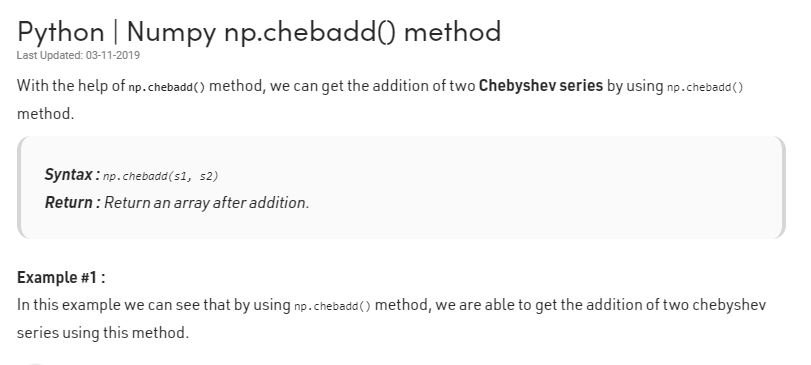 Python | Numpy np.chebadd() method
Last Updated: 03-11-2019
With the help of np.chebadd() method, we can get the addition of two Chebyshev series by using np.chebadd()
method.
Syntax : np.chebadd(s1, s2)
Return : Return an array after addition.
Example #1 :
In this example we can see that by using np.chebadd() method, we are able to get the addition of two chebyshev
series using this method.